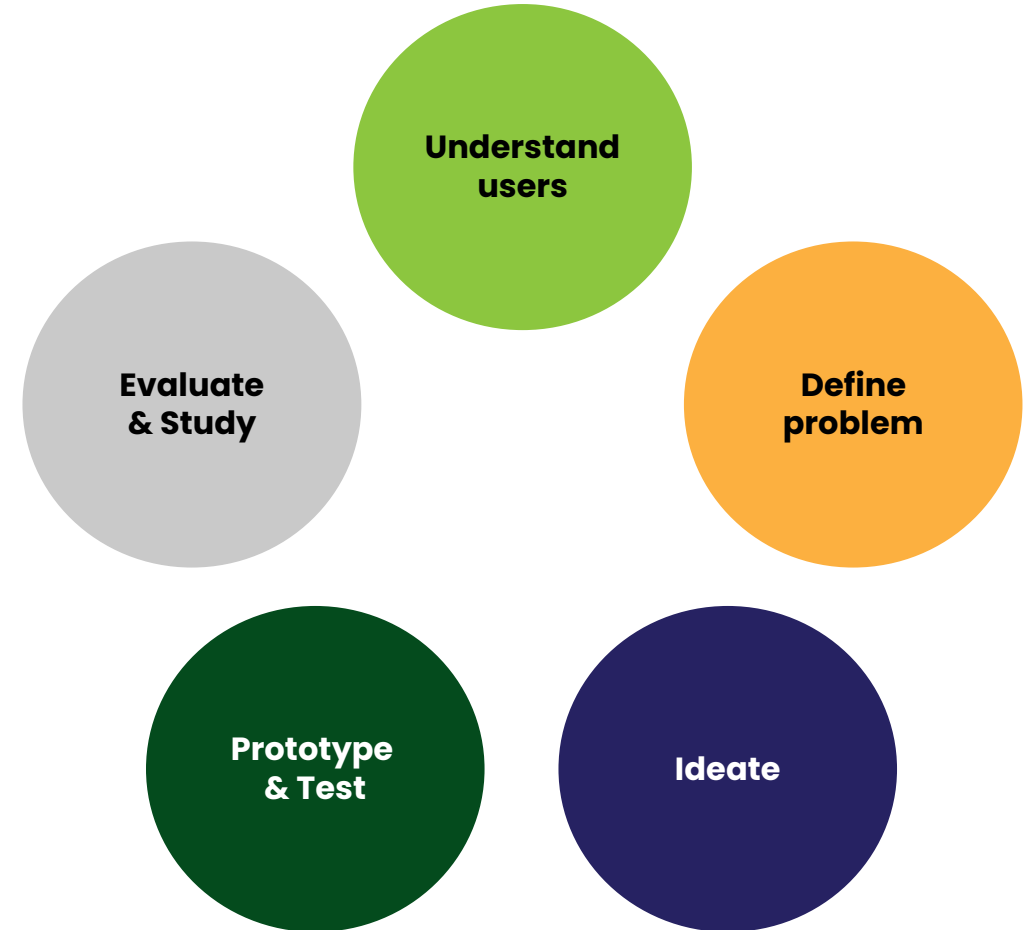 Understand
users
Define
problem
Ideate
Prototype
& Test
Evaluate
& Study